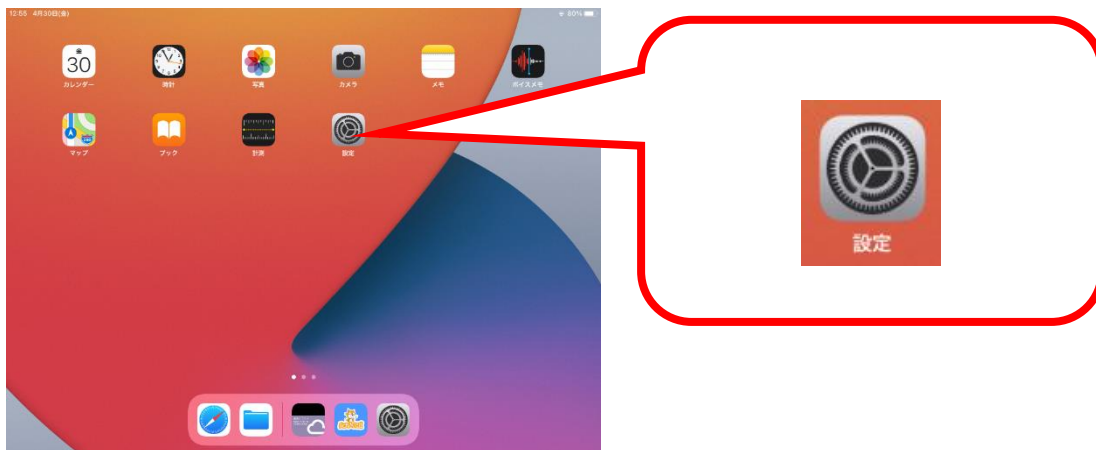 12:55 4月30日(金)
80%
金
30
カレンダー
時計
写真
カメラ
メモ
ボイスメモ
マップ
ブック
計測
設定
設定